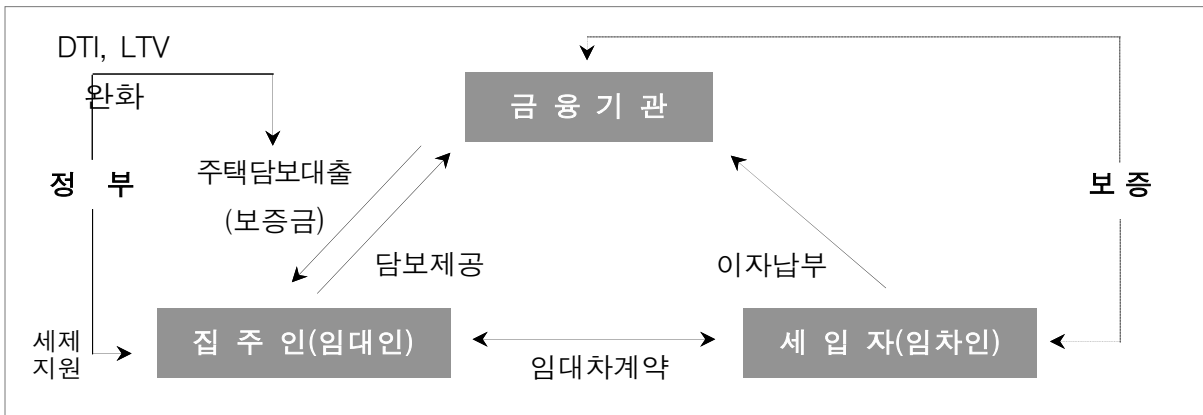 DTI, LTV
완화
금 융 기 관
정 부
주택담보대출
(보증금)
보 증
담보제공
이자납부
세제
지원
집 주 인(임대인)
임대차계약
세 입 자(임차인)